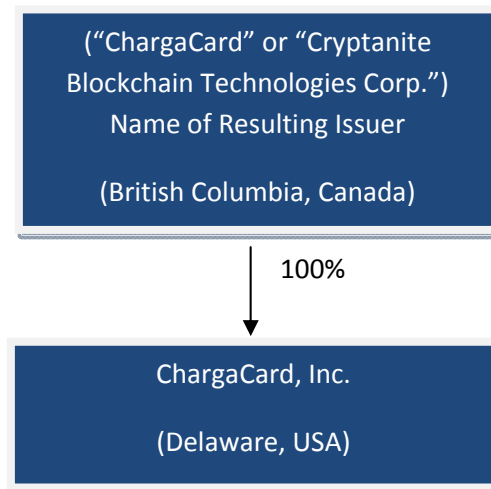 (“ChargaCard” or “Cryptanite
Blockchain Technologies Corp.”)
Name of Resulting Issuer
(British Columbia, Canada)
100%
ChargaCard, Inc.
(Delaware, USA)